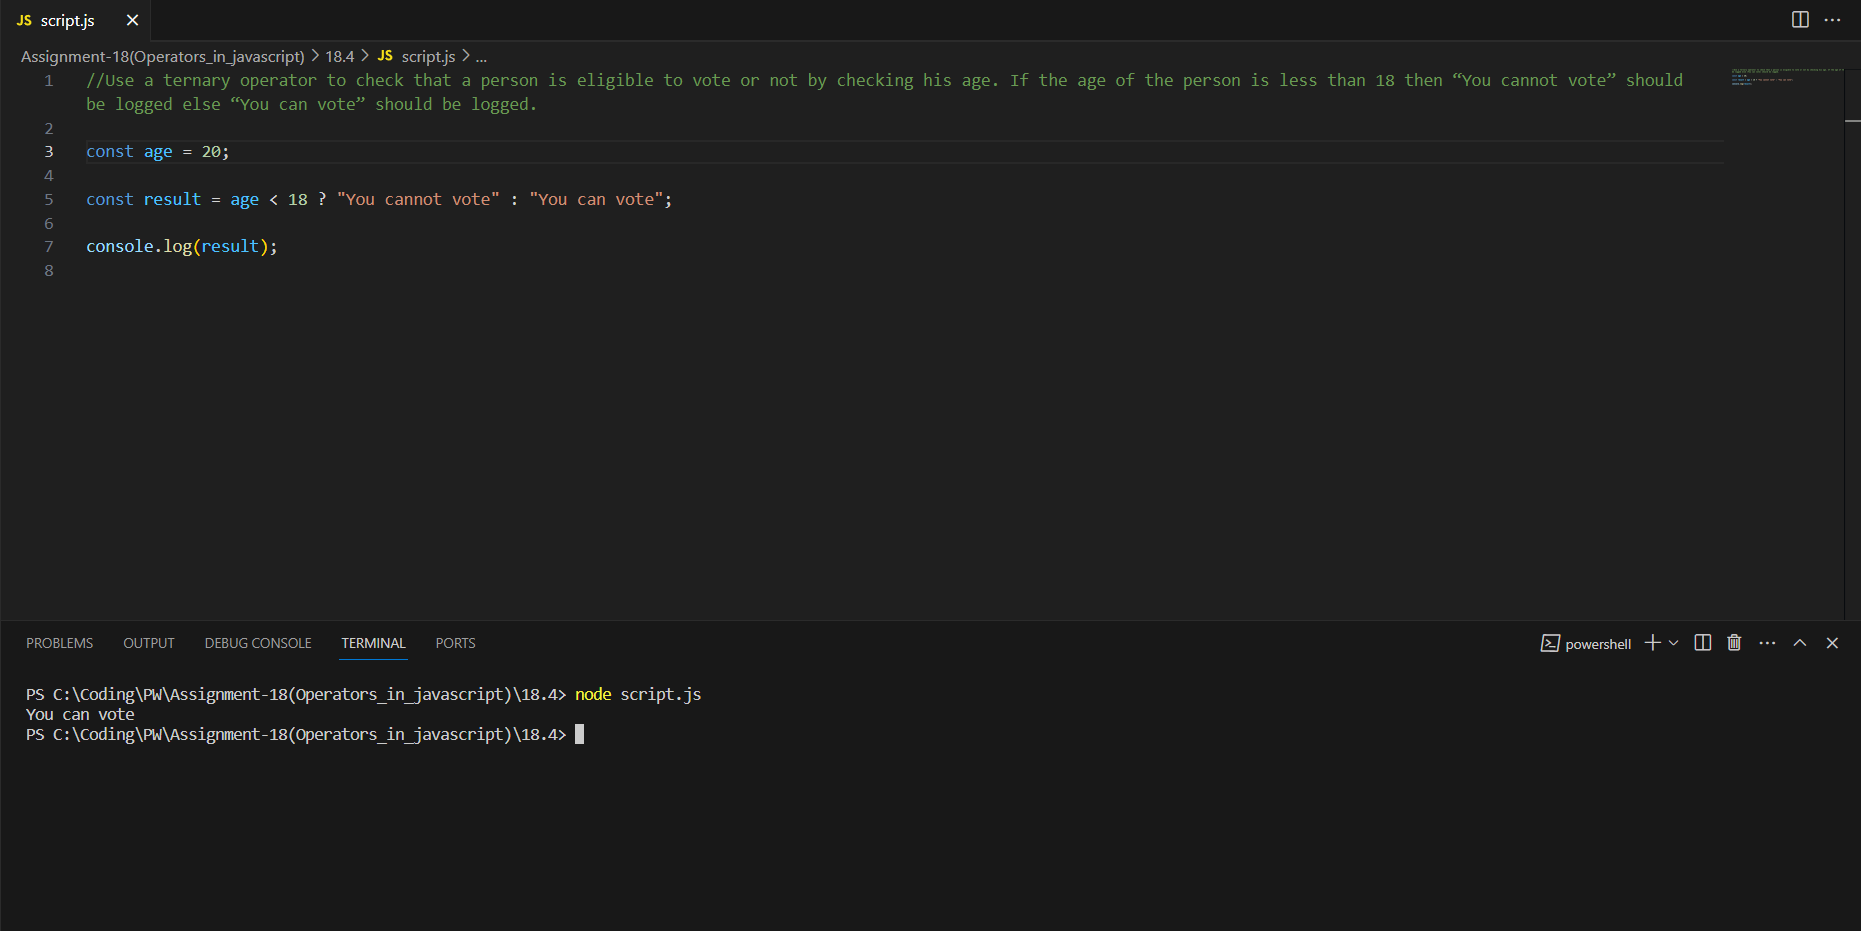 JS script.js
Assignment-18(Operators_in_javascript) > 18.4 > JS script.js > ...
1 //Use a ternary operator to check that a person is eligible to vote or not by checking his age. If the age of the person is less than 18 then “You cannot vote” should
be logged else “You can vote” should be logged.
2
3 const age = 20;
4
5 const result = age < 18 ? "You cannot vote" : "You can vote";
6
7 console.log(result);
8
PROBLEMS OUTPUT DEBUG CONSOLE TERMINAL PORTS powershell
PS C:\Coding\PW\Assignment-18(Operators_in_javascript)\18.4> node script.js
You can vote
PS C:\Coding\PW\Assignment-18(Operators_in_javascript)\18.4>